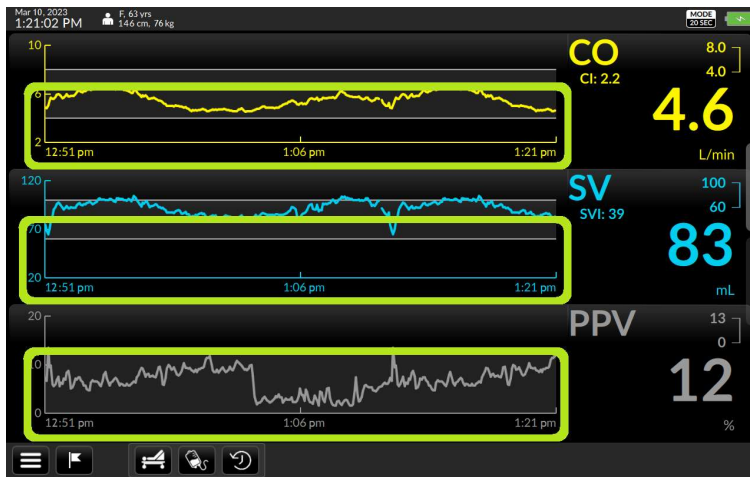 Mar 10, 2023
1:21:02 PM
F, 63 yrs
146 cm, 76 kg
MODE
20 SEC
10
6
2
12:51 pm 1:06 pm 1:21 pm
CO
CI: 2.2
8.0
4.0
4.6
L/min
120
70
20
12:51 pm 1:06 pm 1:21 pm
SV
SVI: 39
100
60
83
mL
20
10
0
12:51 pm 1:06 pm 1:21 pm
PPV
13
0
12
%